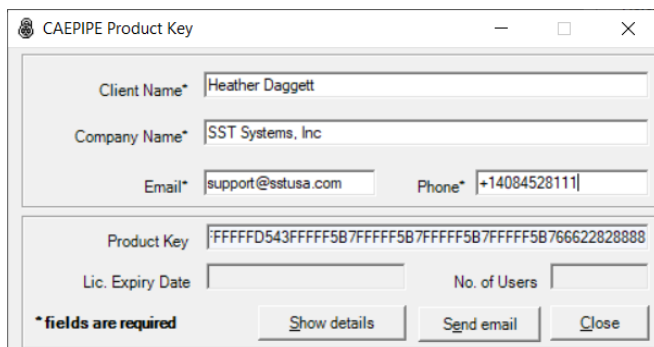 CAEPIPE Product Key
Client Name* Heather Daggett
Company Name* SST Systems, Inc
Email* support@sstusa.com Phone* +14084528111
Product Key FFFFFFD543FFFFF5B7FFFFF5B7FFFFF5B7FFFFF5B766622828888
Lic. Expiry Date No. of Users
* fields are required Show details Send email Close